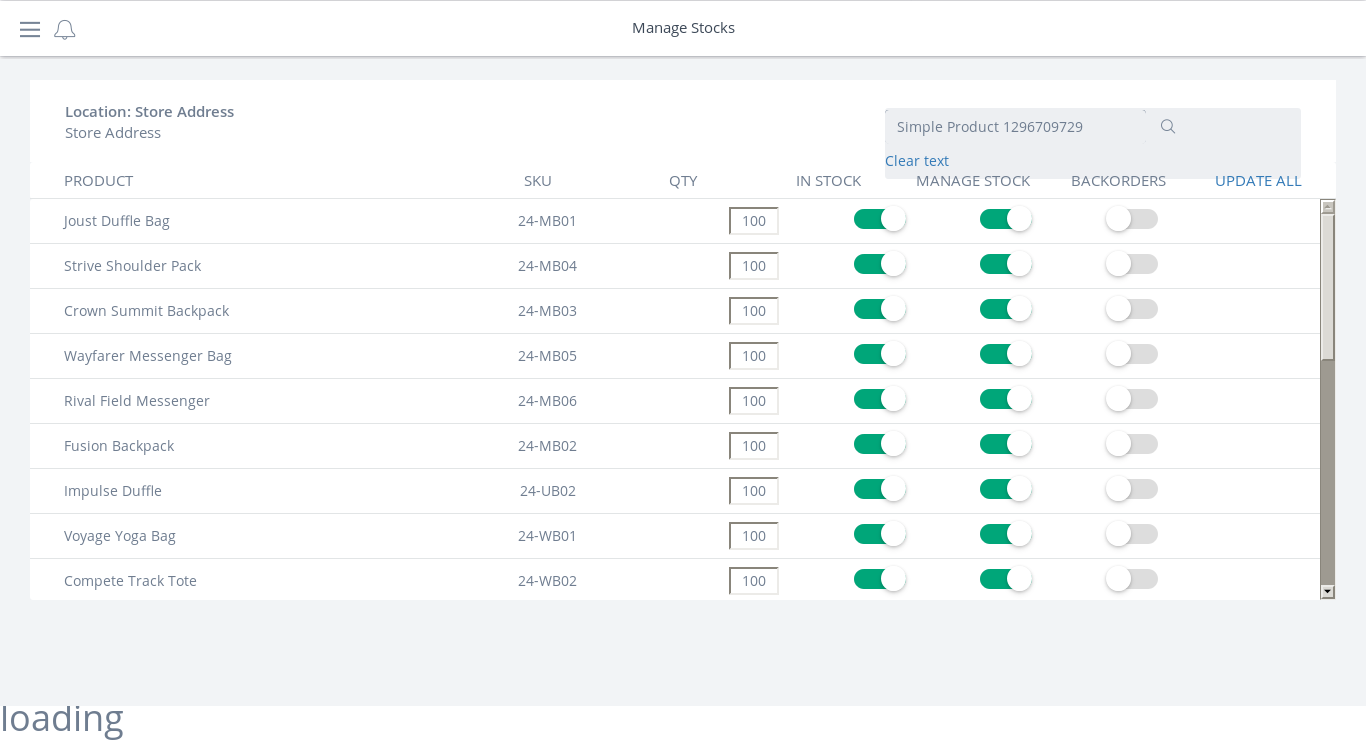 Manage Stocks
Location: Store Address
Store Address
Simple Product 1296709729
Clear text
PRODUCT SKU QTY IN STOCK MANAGE STOCK BACKORDERS UPDATE ALL
Joust Duffle Bag 24-MB01 100
Strive Shoulder Pack 24-MB04 100
Crown Summit Backpack 24-MB03 100
Wayfarer Messenger Bag 24-MB05 100
Rival Field Messenger 24-MB06 100
Fusion Backpack 24-MB02 100
Impulse Duffle 24-UB02 100
Voyage Yoga Bag 24-WB01 100
Compete Track Tote 24-WB02 100
loading